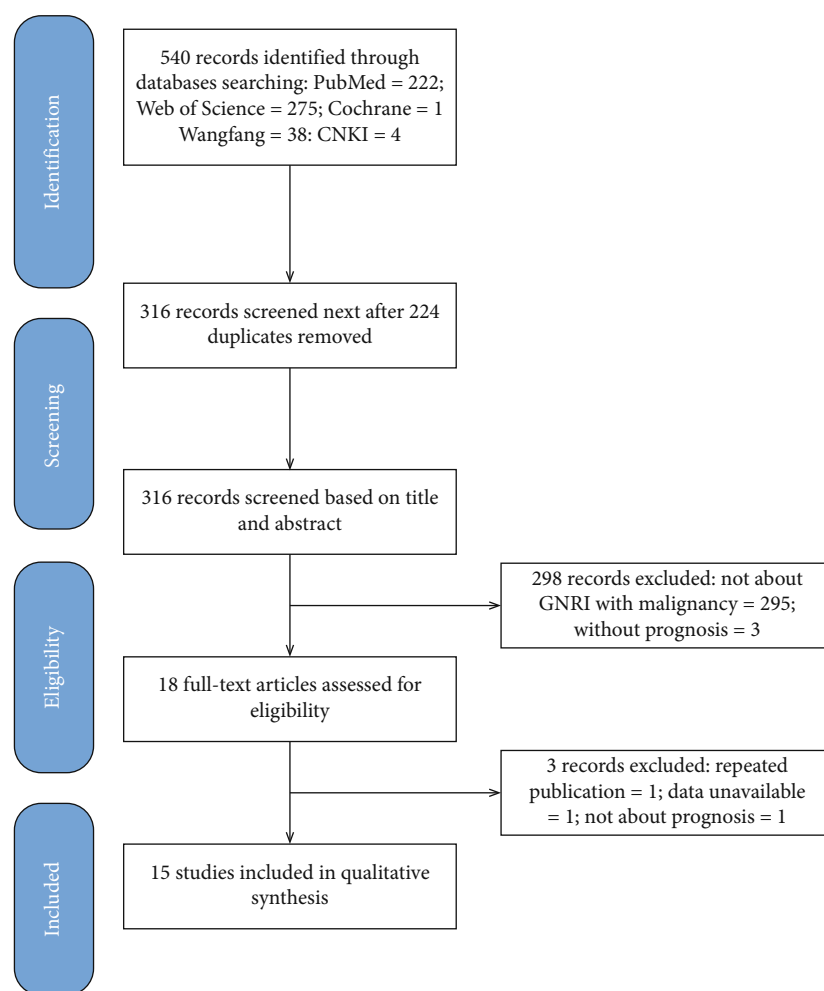 Identification
540 records identified through
databases searching: PubMed = 222;
Web of Science = 275; Cochrane = 1
Wangfang = 38: CNKI = 4
316 records screened next after 224
duplicates removed
Screening
316 records screened based on title
and abstract
298 records excluded: not about
GNRI with malignancy = 295;
without prognosis = 3
Eligibility
18 full-text articles assessed for
eligibility
3 records excluded: repeated
publication = 1; data unavailable
= 1; not about prognosis = 1
Included
15 studies included in qualitative
synthesis